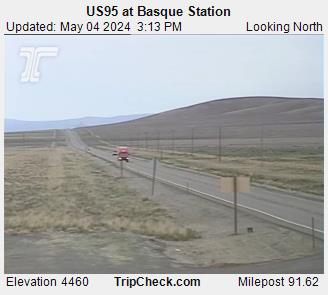 US95 at Basque Station
Updated: May 04 2024 3:13 PM Looking North
Elevation 4460 TripCheck.com Milepost 91.62